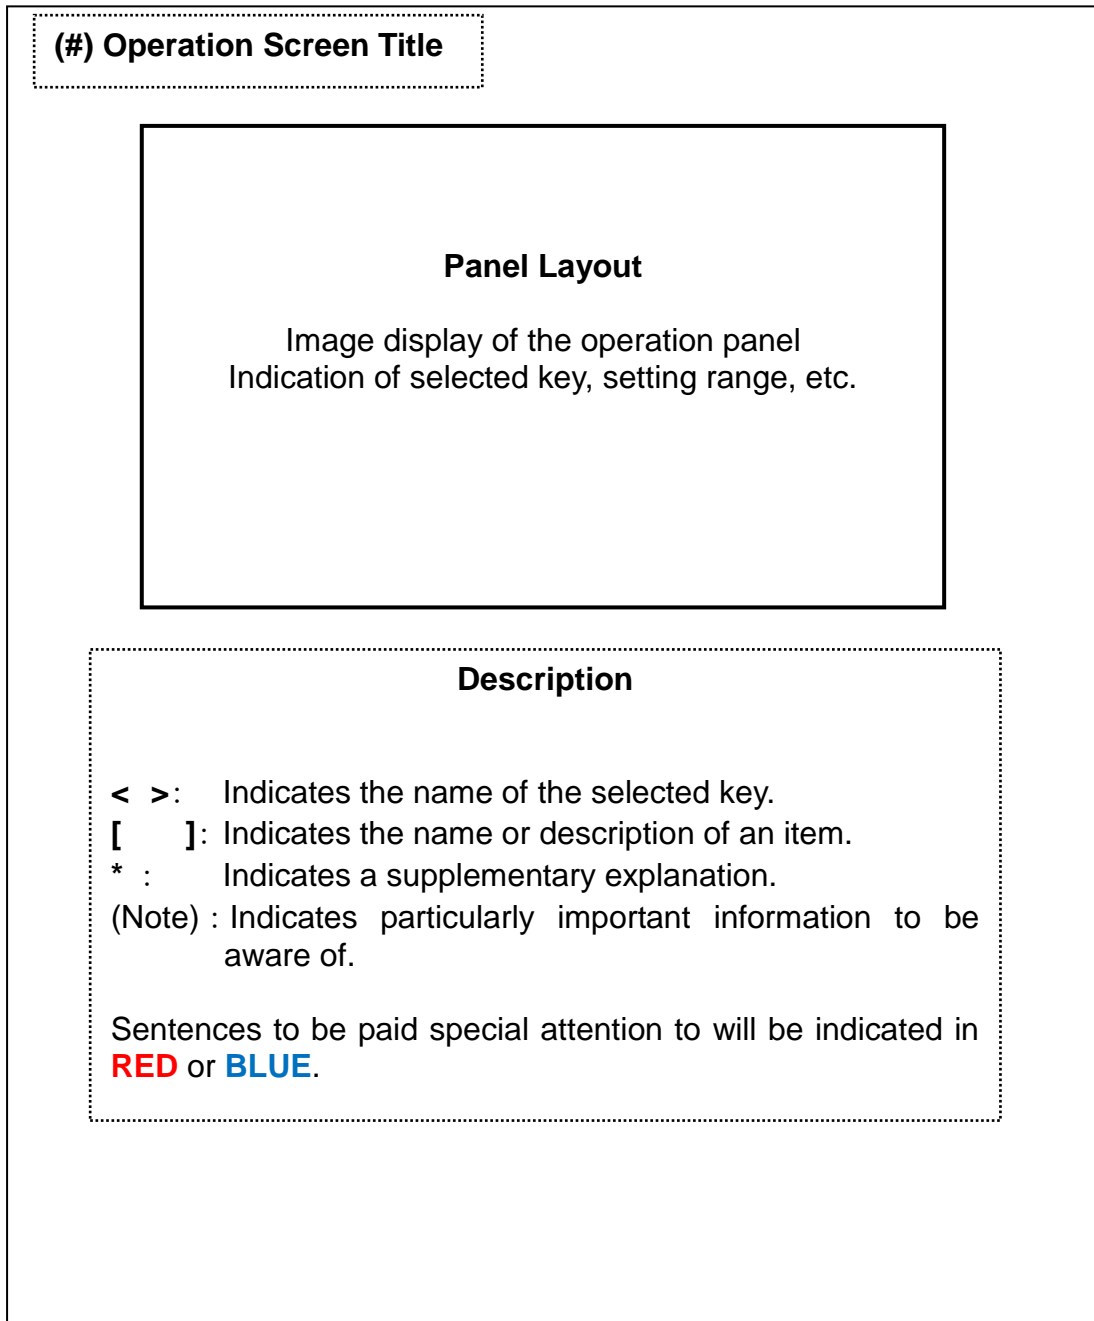 (#) Operation Screen Title
Panel Layout
Image display of the operation panel
Indication of selected key, setting range, etc.
Description
< >: Indicates the name of the selected key.
[ ]: Indicates the name or description of an item.
* : Indicates a supplementary explanation.
(Note) : Indicates particularly important information to be
aware of.
Sentences to be paid special attention to will be indicated in
RED or BLUE.